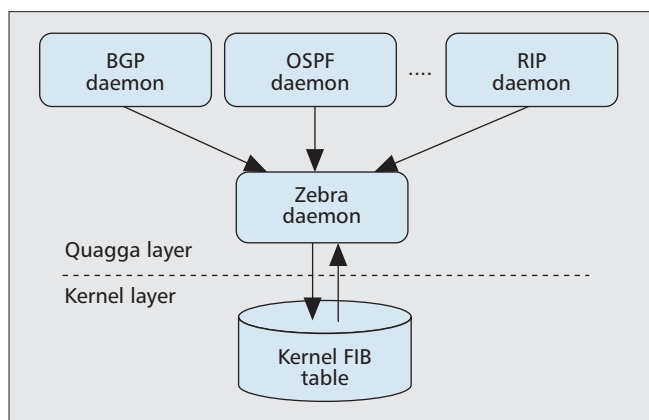 BGP
daemon
OSPF
daemon
....
RIP
daemon
Zebra
daemon
Quagga layer
Kernel layer
Kernel FIB
table